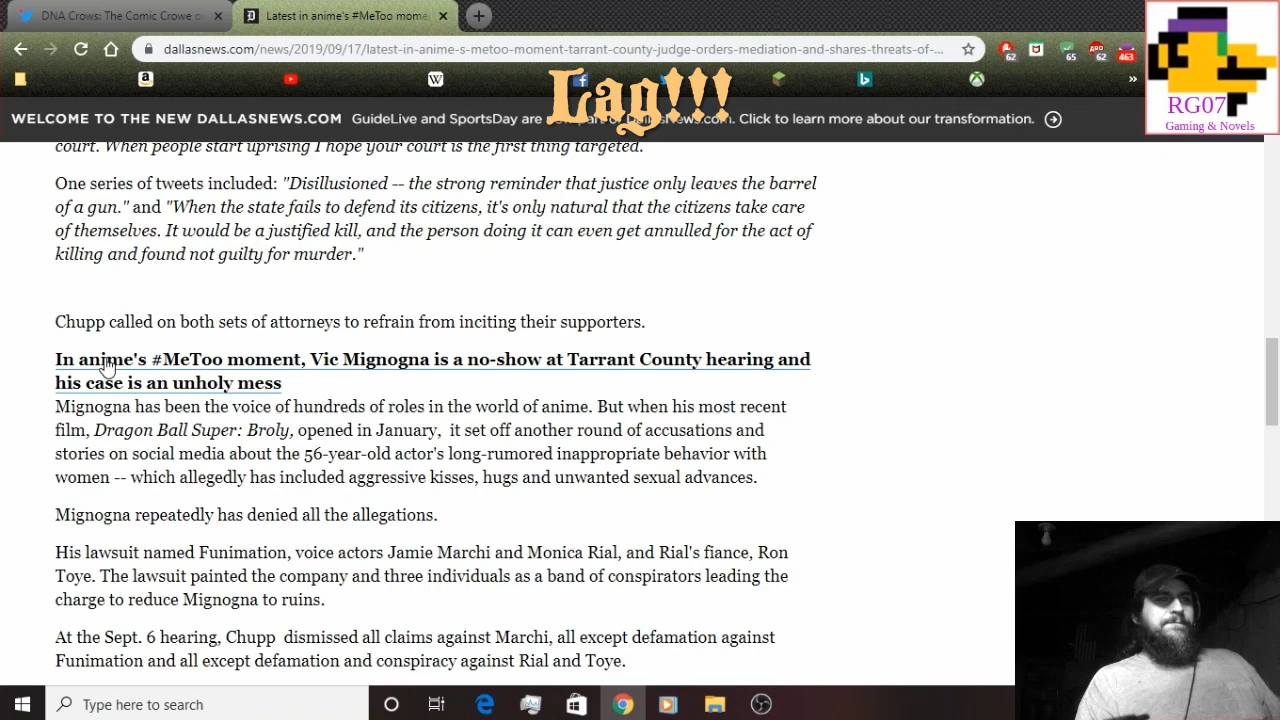 DNA Crows: The Comic Crowe
Latest in anime's #MeToo mome
dallasnews.com/news/2019/09/17/latest-in-anime-s-metoo-moment-tarrant-county-judge-orders-mediation-and-shares-threats-of-...
62
65
62
463
Lag!!!
RG07
Gaming & Novels
WELCOME TO THE NEW DALLASNEWS.COM GuideLive and SportsDay are now part of DallasNews.com. Click to learn more about our transformation.
court. When people start uprising I hope your court is the first thing targeted.
One series of tweets included: "Disillusioned -- the strong reminder that justice only leaves the barrel
of a gun." and "When the state fails to defend its citizens, it's only natural that the citizens take care
of themselves. It would be a justified kill, and the person doing it can even get annulled for the act of
killing and found not guilty for murder."
Chupp called on both sets of attorneys to refrain from inciting their supporters.
In anime's #MeToo moment, Vic Mignogna is a no-show at Tarrant County hearing and
his case is an unholy mess
Mignogna has been the voice of hundreds of roles in the world of anime. But when his most recent
film, Dragon Ball Super: Broly, opened in January, it set off another round of accusations and
stories on social media about the 56-year-old actor's long-rumored inappropriate behavior with
women -- which allegedly has included aggressive kisses, hugs and unwanted sexual advances.
Mignogna repeatedly has denied all the allegations.
His lawsuit named Funimation, voice actors Jamie Marchi and Monica Rial, and Rial's fiance, Ron
Toye. The lawsuit painted the company and three individuals as a band of conspirators leading the
charge to reduce Mignogna to ruins.
At the Sept. 6 hearing, Chupp dismissed all claims against Marchi, all except defamation against
Funimation and all except defamation and conspiracy against Rial and Toye.
Type here to search